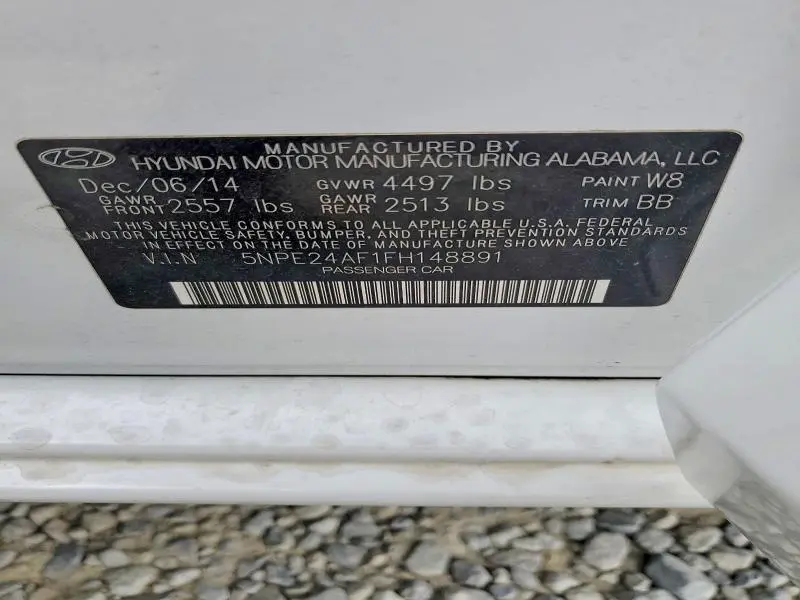 MANUFACTURED BY
HYUNDAI MOTOR MANUFACTURING ALABAMA, LLC
Dec/06/14 GVWR 4497 lbs PAINT W8
GAWR FRONT 2557 lbs GAWR REAR 2513 lbs TRIM BB
THIS VEHICLE CONFORMS TO ALL APPLICABLE U.S.A. FEDERAL
MOTOR VEHICLE SAFETY, BUMPER, AND THEFT PREVENTION STANDARDS
IN EFFECT ON THE DATE OF MANUFACTURE SHOWN ABOVE
V.I.N 5NPE24AF1FH148891
PASSENGER CAR